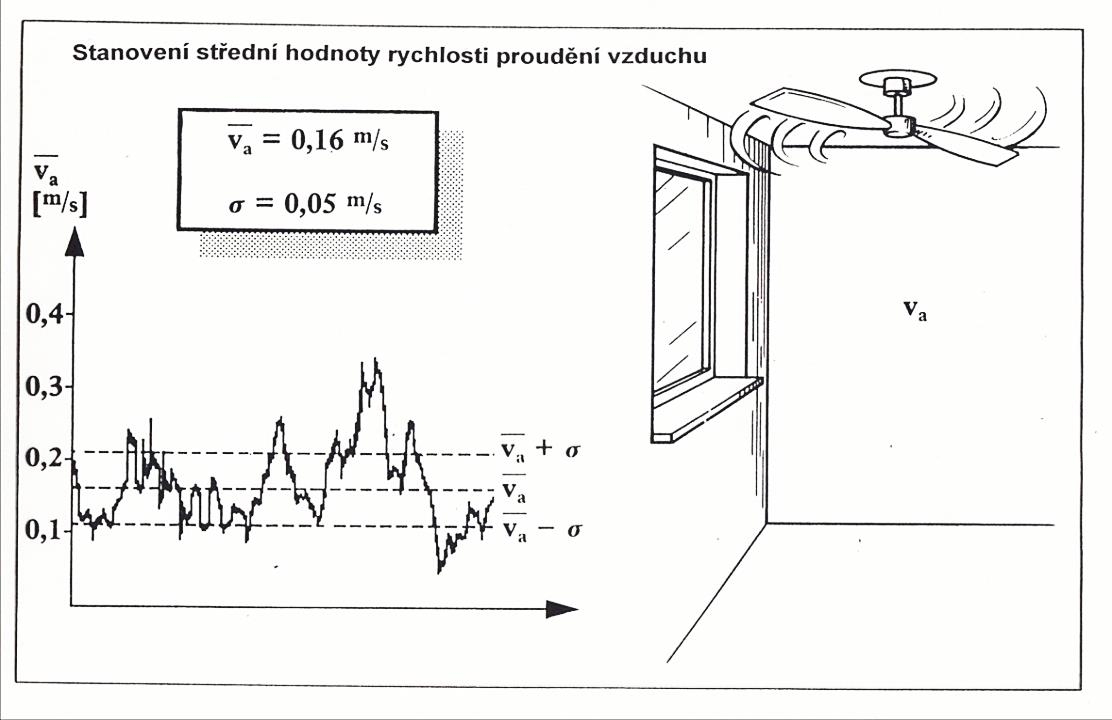 Stanovení střední hodnoty rychlosti proudění vzduchu
v̅ₐ = 0,16 m/s
σ = 0,05 m/s
v̅ₐ
[m/s]
0,4
0,3
0,2
0,1
v̅ₐ + σ
v̅ₐ
v̅ₐ − σ
vₐ